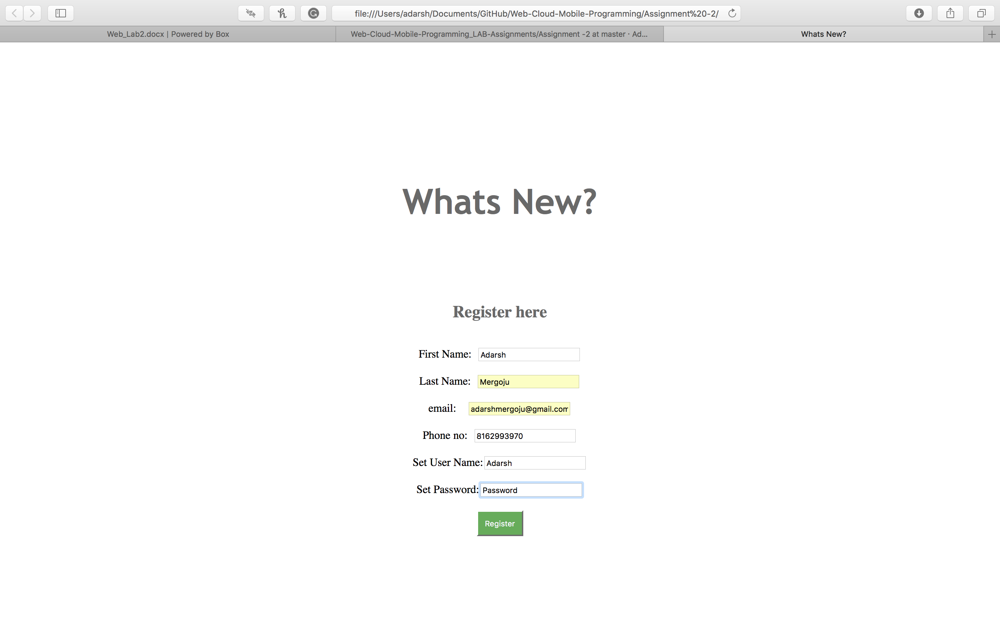 file:///Users/adarsh/Documents/GitHub/Web-Cloud-Mobile-Programming/Assignment%20-2/
Web_Lab2.docx | Powered by Box
Web-Cloud-Mobile-Programming_LAB-Assignments/Assignment -2 at master · Ad...
Whats New?
Whats New?
Register here
First Name: Adarsh
Last Name: Mergoju
email: adarshmergoju@gmail.com
Phone no: 8162993970
Set User Name: Adarsh
Set Password: Password
Register